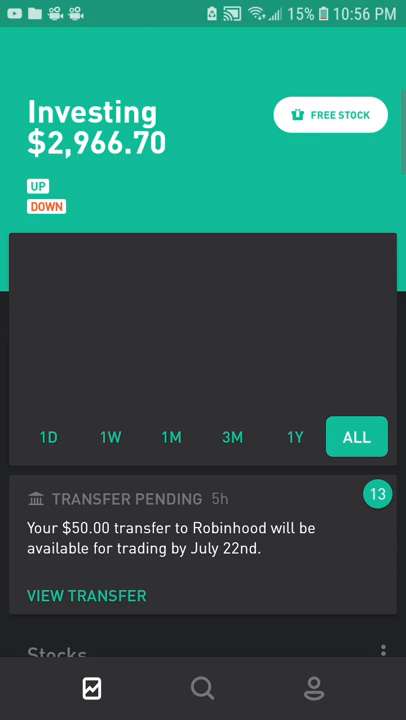 15% 10:56 PM
Investing
$2,966.70
FREE STOCK
UP
DOWN
1D 1W 1M 3M 1Y ALL
TRANSFER PENDING 5h
13
Your $50.00 transfer to Robinhood will be
available for trading by July 22nd.
VIEW TRANSFER
Stocks